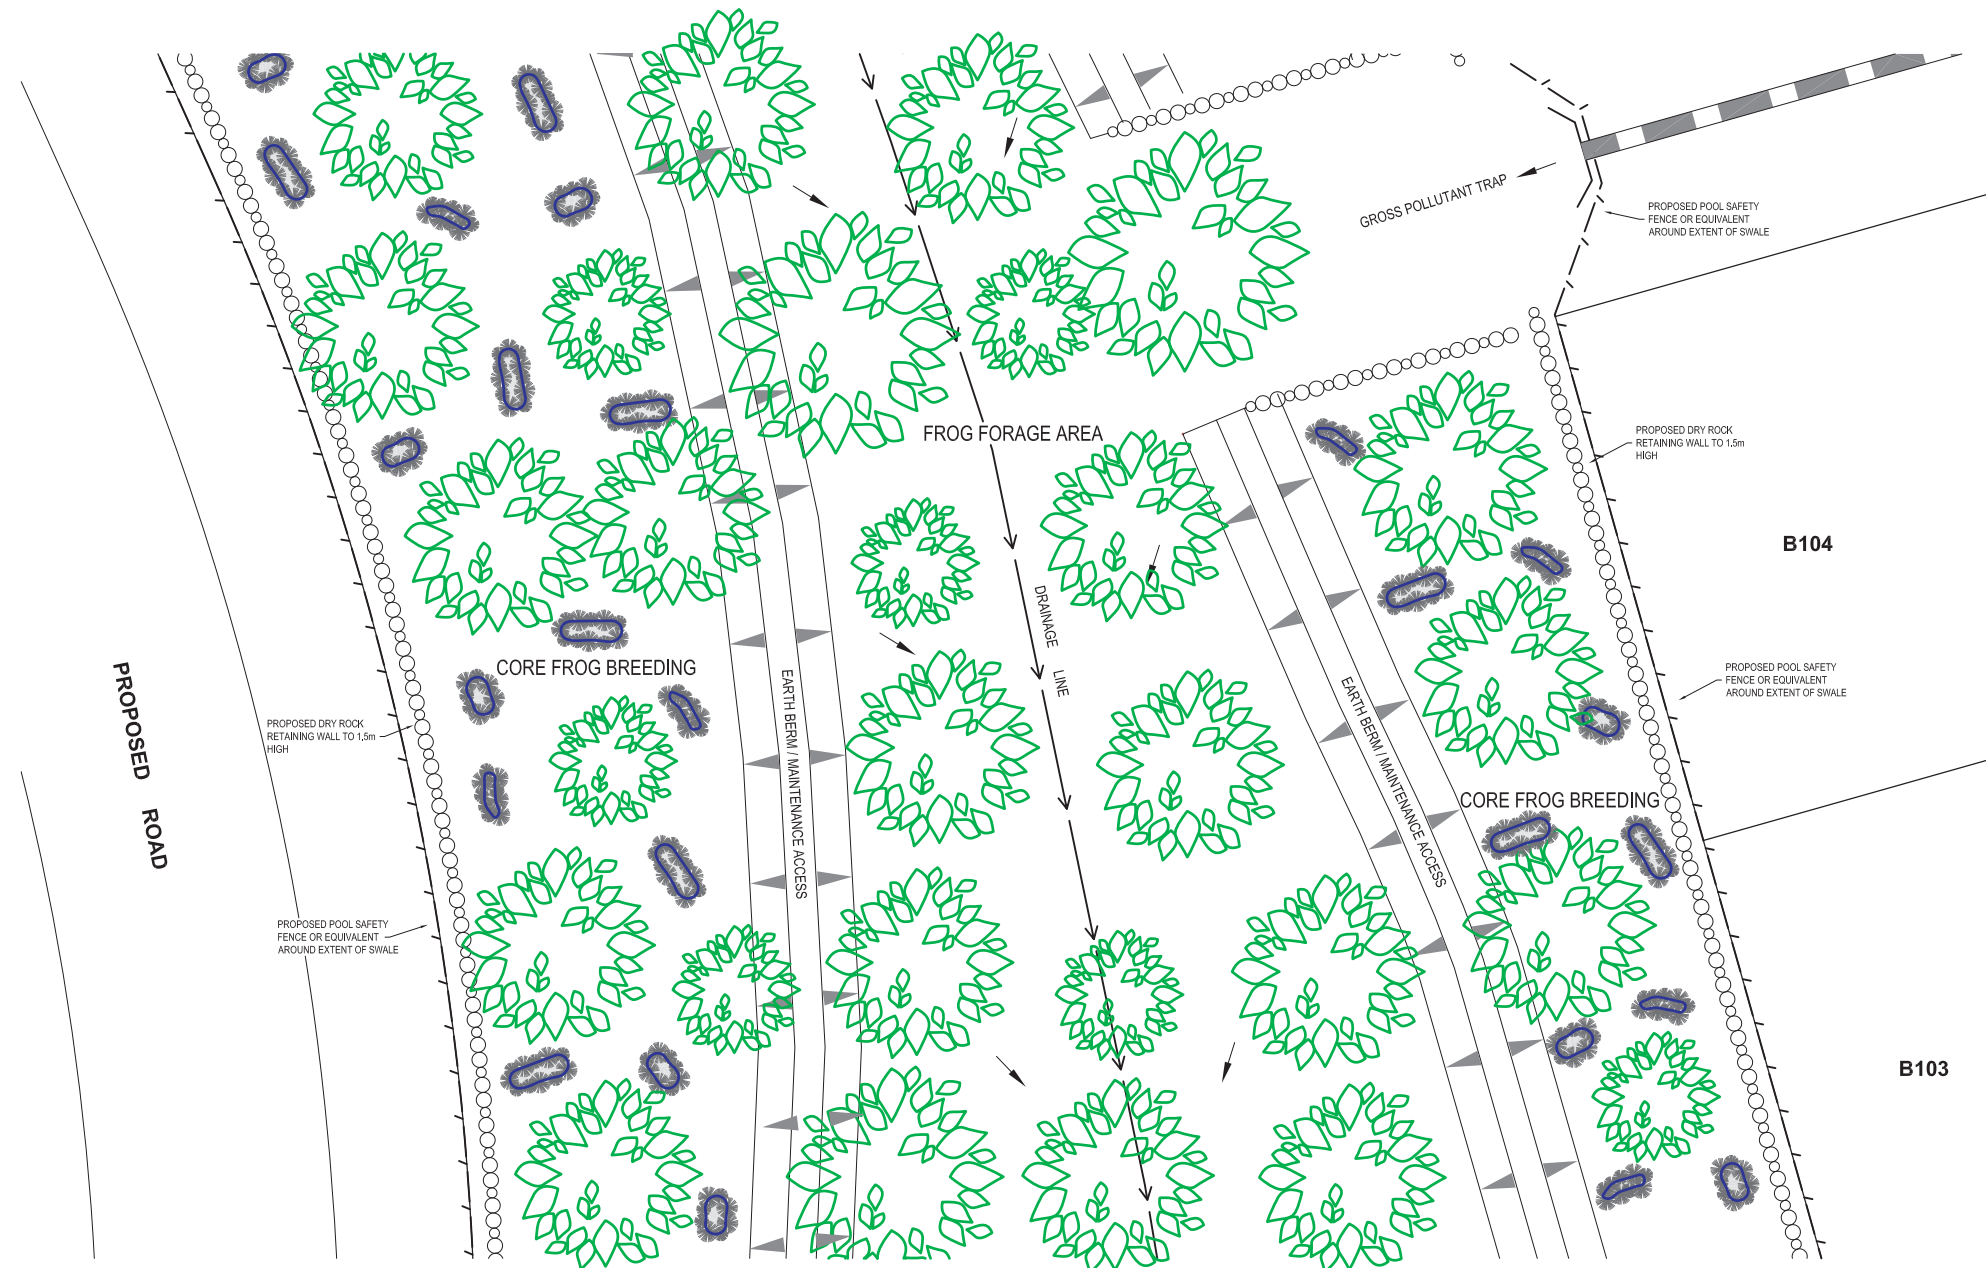 GROSS POLLUTANT TRAP
PROPOSED POOL SAFETY
FENCE OR EQUIVALENT
AROUND EXTENT OF SWALE
FROG FORAGE AREA
PROPOSED DRY ROCK
RETAINING WALL TO 1,5m
HIGH
B104
DRAINAGE LINE
CORE FROG BREEDING
EARTH BERM / MAINTENANCE ACCESS
EARTH BERM / MAINTENANCE ACCESS
PROPOSED POOL SAFETY
FENCE OR EQUIVALENT
AROUND EXTENT OF SWALE
PROPOSED ROAD
PROPOSED DRY ROCK
RETAINING WALL TO 1,5m
HIGH
CORE FROG BREEDING
PROPOSED POOL SAFETY
FENCE OR EQUIVALENT
AROUND EXTENT OF SWALE
B103